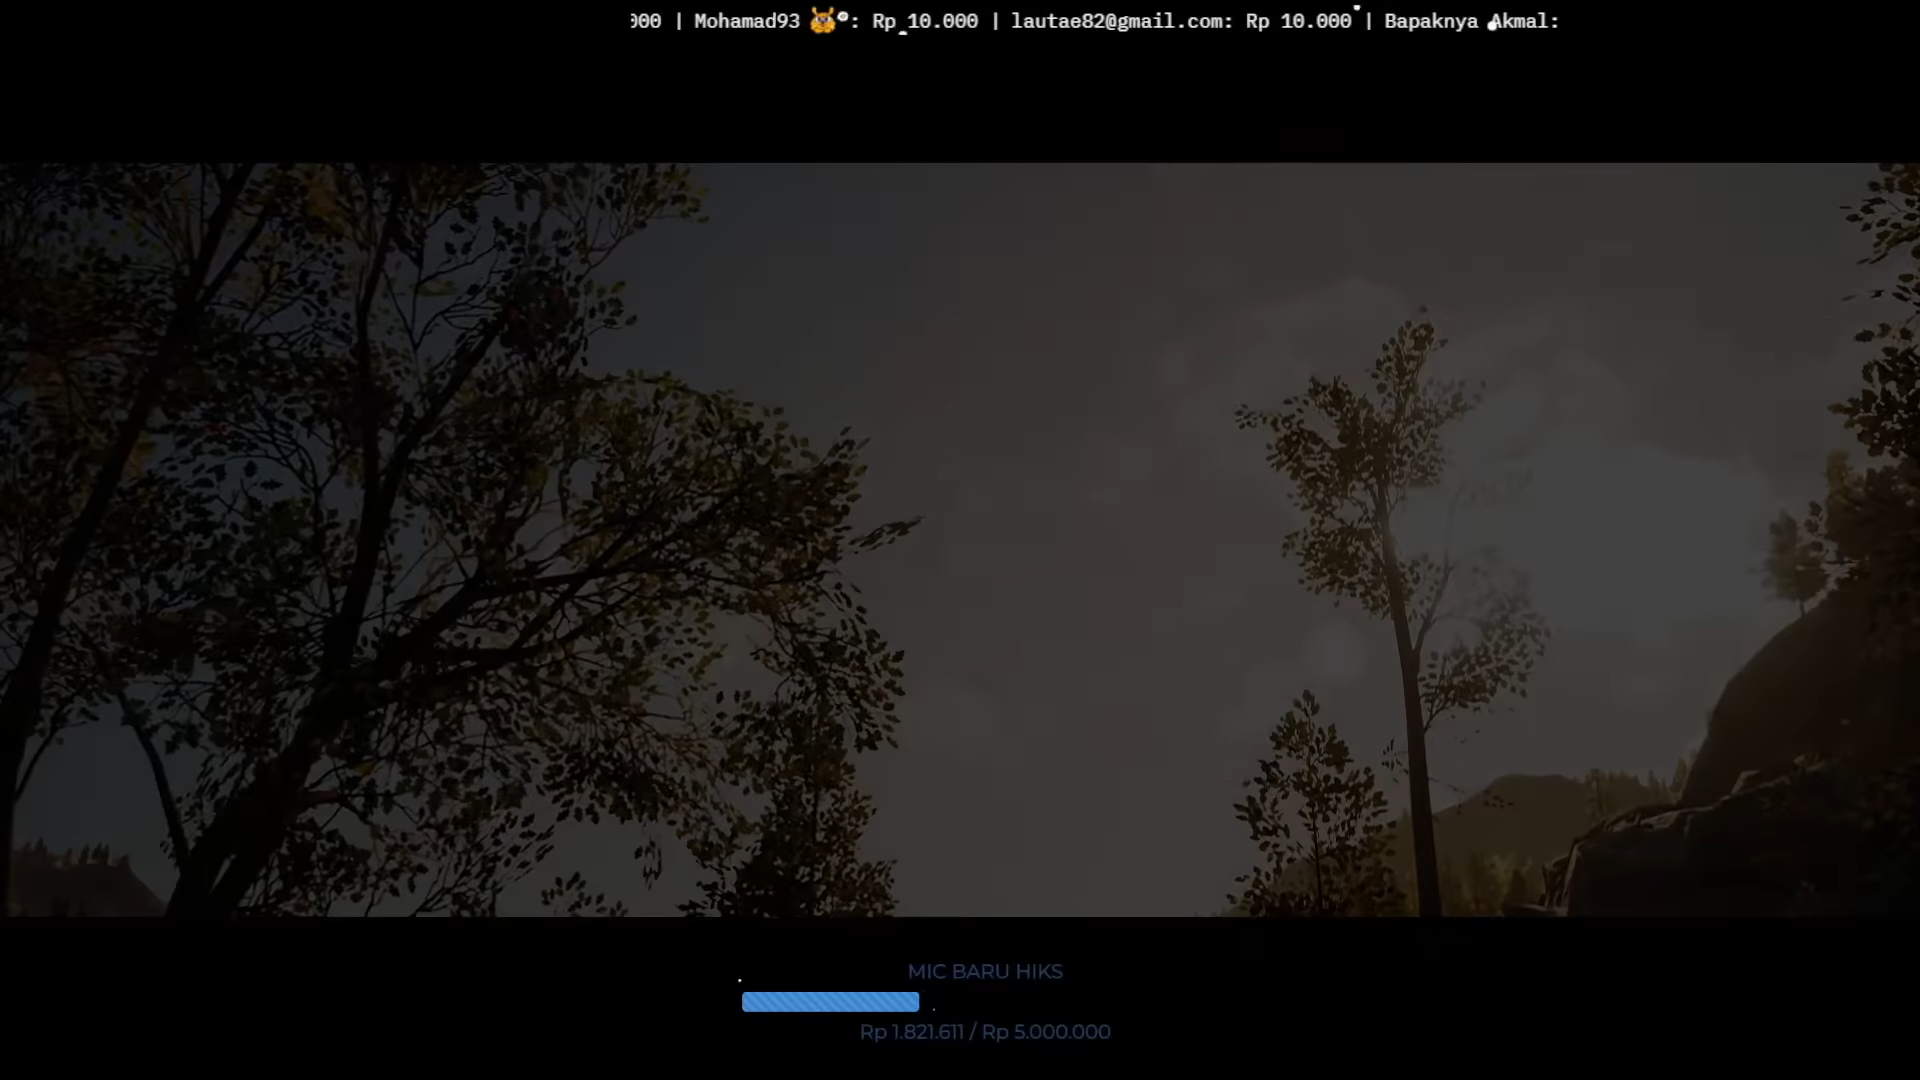 000 | Mohamad93 🐯: Rp 10.000 | lautae82@gmail.com: Rp 10.000 | Bapaknya Akmal:
MIC BARU HIKS
Rp 1.821.611 / Rp 5.000.000